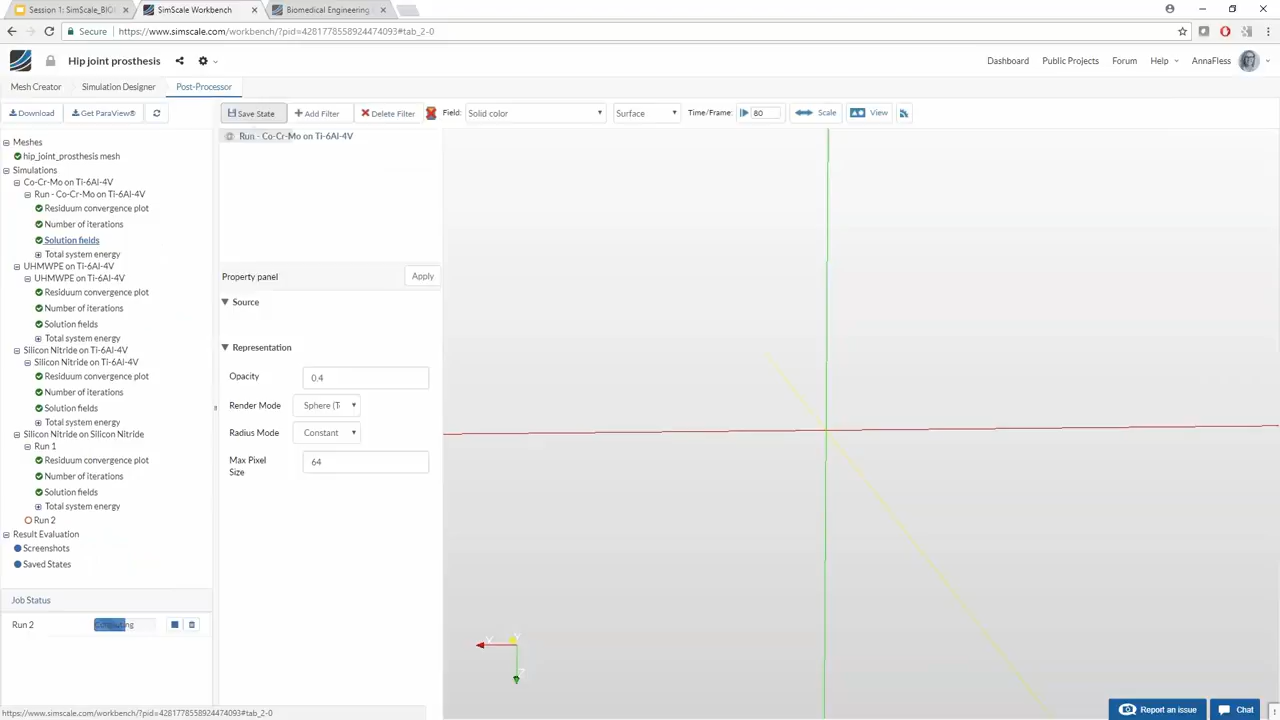 Session 1: SimScale_BIO
SimScale Workbench
Biomedical Engineering
Secure
https://www.simscale.com/workbench/?pid=4281778558924474093#tab_2-0
Hip joint prosthesis
Dashboard
Public Projects
Forum
Help
AnnaFless
Mesh Creator
Simulation Designer
Post-Processor
Download
Get ParaView®
Save State
Add Filter
Delete Filter
Field:
Solid color
Surface
Time/Frame:
80
Scale
View
Meshes
hip_joint_prosthesis mesh
Simulations
Co-Cr-Mo on Ti-6Al-4V
Run - Co-Cr-Mo on Ti-6Al-4V
Residuum convergence plot
Number of iterations
Solution fields
Total system energy
UHMWPE on Ti-6Al-4V
UHMWPE on Ti-6Al-4V
Residuum convergence plot
Number of iterations
Solution fields
Total system energy
Silicon Nitride on Ti-6Al-4V
Silicon Nitride on Ti-6Al-4V
Residuum convergence plot
Number of iterations
Solution fields
Total system energy
Silicon Nitride on Silicon Nitride
Run 1
Residuum convergence plot
Number of iterations
Solution fields
Total system energy
Run 2
Result Evaluation
Screenshots
Saved States
Job Status
Run 2
Computing
Run - Co-Cr-Mo on Ti-6Al-4V
Property panel
Apply
Source
Representation
Opacity
0.4
Render Mode
Sphere (T
Radius Mode
Constant
Max Pixel
Size
64
https://www.simscale.com/workbench/?pid=4281778558924474093#tab_2-0
Report an issue
Chat